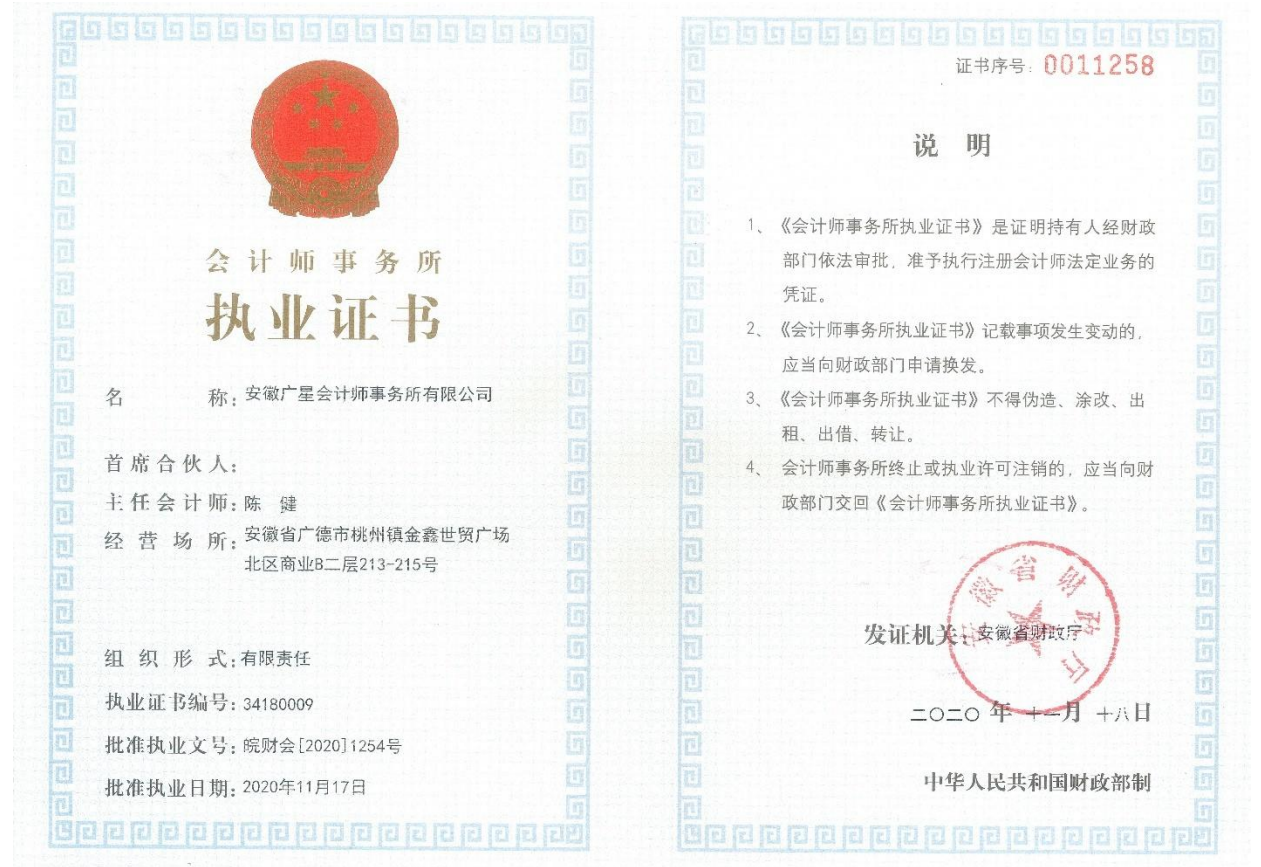 会计师事务所
执业证书
名称：安徽广星会计师事务所有限公司
首席合伙人：
主任会计师：陈 健
经营场所：安徽省广德市桃州镇金鑫世贸广场
北区商业B二层213-215号
组织形式：有限责任
执业证书编号：34180009
批准执业文号：皖财会[2020]1254号
批准执业日期：2020年11月17日
证书序号：0011258
说 明
1、《会计师事务所执业证书》是证明持有人经财政
部门依法审批，准予执行注册会计师法定业务的
凭证。
2、《会计师事务所执业证书》记载事项发生变动的，
应当向财政部门申请换发。
3、《会计师事务所执业证书》不得伪造、涂改、出
租、出借、转让。
4、会计师事务所终止或执业许可注销的，应当向财
政部门交回《会计师事务所执业证书》。
安徽省财政厅
发证机关：安徽省财政厅
二〇二〇年 十一月 十八日
中华人民共和国财政部制